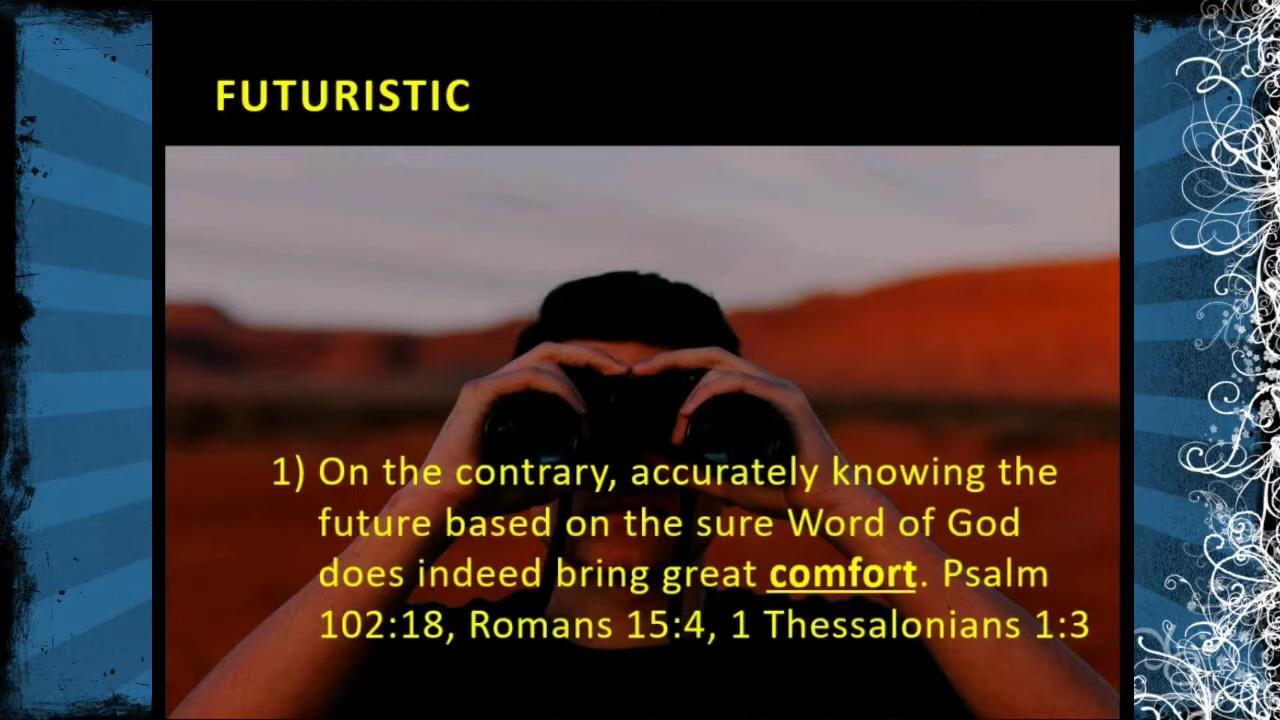 FUTURISTIC
1) On the contrary, accurately knowing the
future based on the sure Word of God
does indeed bring great comfort. Psalm
102:18, Romans 15:4, 1 Thessalonians 1:3